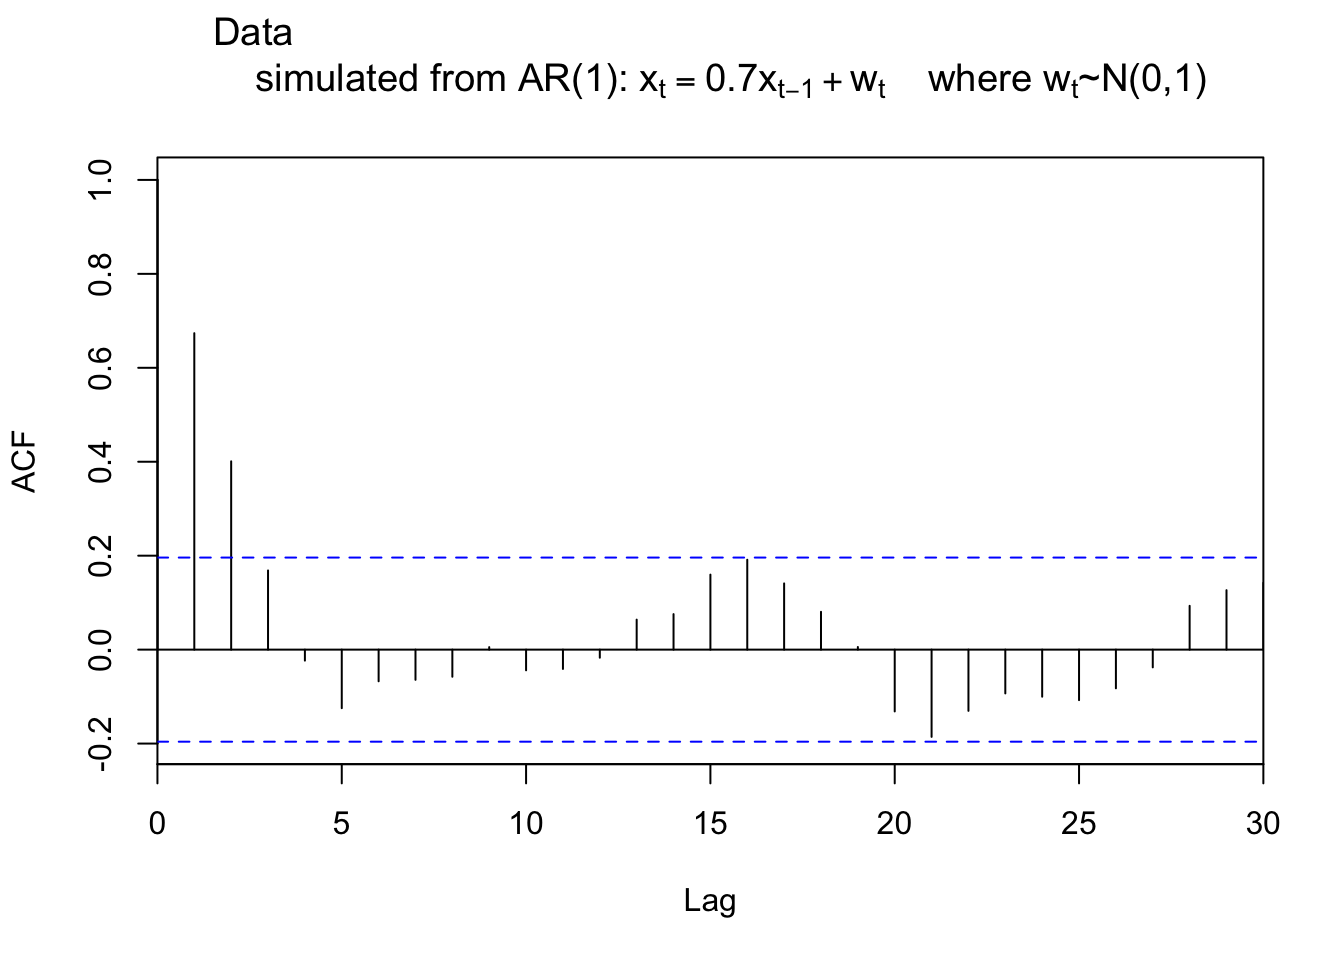 Data
simulated from AR(1): xₜ = 0.7xₜ₋₁ + wₜ where wₜ~N(0,1)
1.0
0.8
0.6
0.4
0.2
0.0
-0.2
ACF
0 5 10 15 20 25 30
Lag